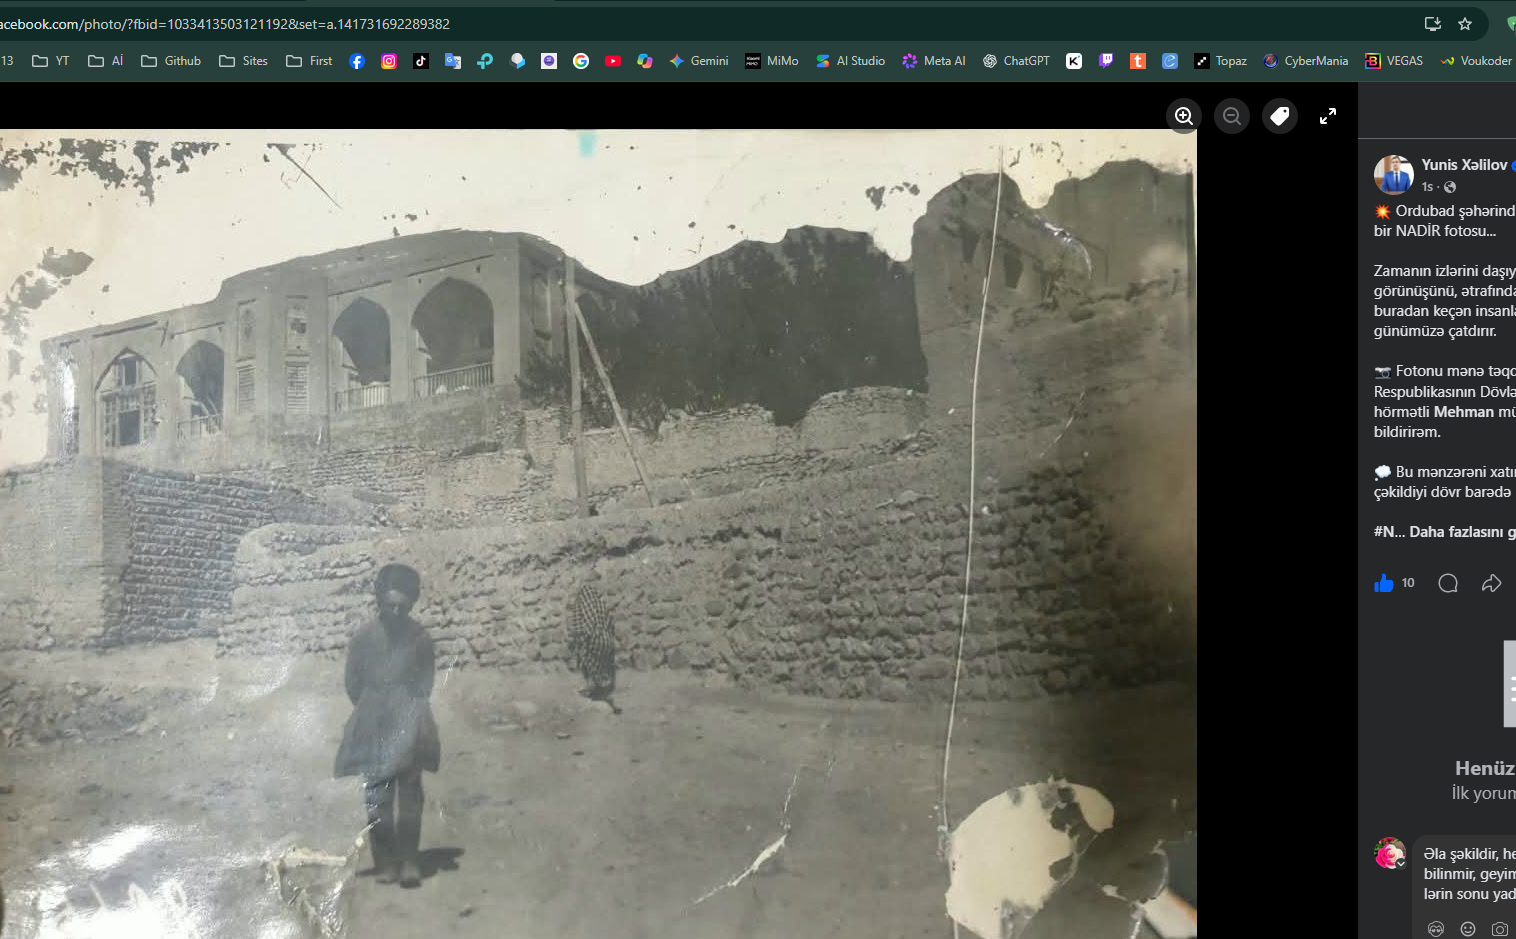 acebook.com/photo/?fbid=1033413503121192&set=a.141731692289382
13 YT Aİ Github Sites First Gemini MiMo AI Studio Meta AI ChatGPT Topaz CyberMania VEGAS Voukoder
Yunis Xəlilov
1s
Ordubad şəhərind
bir NADİR fotosu...
Zamanın izlərini daşıy
görünüşünü, ətrafında
buradan keçən insanla
günümüzə çatdırır.
Fotonu mənə təqd
Respublikasının Dövlə
hörmətli Mehman mü
bildirirəm.
Bu mənzərəni xatır
çəkildiyi dövr barədə
#N... Daha fazlasını g
10
Henüz
İlk yorum
Əla şəkildir, he
bilinmir, geyim
lərin sonu yad